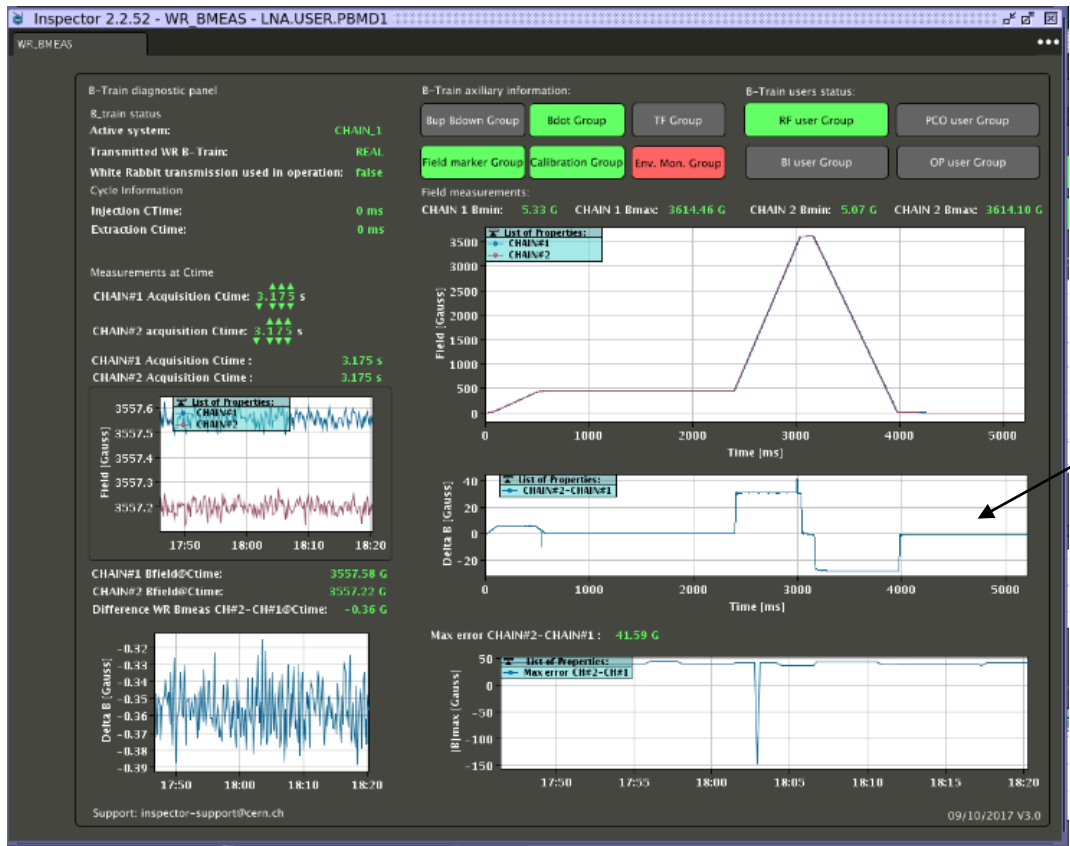 Inspector 2.2.52 - WR_BMEAS - LNA.USER.PBMD1
WR_BMEAS
B-Train diagnostic panel
B_train status
Active system: CHAIN_1
Transmitted WR B-Train: REAL
White Rabbit transmission used in operation: false
Cycle Information
Injection CTime: 0 ms
Extraction Ctime: 0 ms
Measurements at Ctime
CHAIN#1 Acquisition Ctime: 3.175 s
CHAIN#2 acquisition Ctime: 3.175 s
CHAIN#1 Acquisition Ctime : 3.175 s
CHAIN#2 Acquisition Ctime : 3.175 s
List of Properties:
CHAIN#1
CHAIN#2
Field [Gauss]
3557.6
3557.5
3557.4
3557.3
3557.2
17:50 18:00 18:10 18:20
CHAIN#1 Bfield@Ctime: 3557.58 G
CHAIN#2 Bfield@Ctime: 3557.22 G
Difference WR Bmeas CH#2-CH#1@Ctime: -0.36 G
Delta B [Gauss]
-0.32
-0.33
-0.34
-0.35
-0.36
-0.37
-0.38
-0.39
17:50 18:00 18:10 18:20
Support: inspector-support@cern.ch
B-Train axiliary information:
Bup Bdown Group Bdot Group TF Group
Field marker Group Calibration Group Env. Mon. Group
B-Train users status:
RF user Group PCO user Group
BI user Group OP user Group
Field measurements:
CHAIN 1 Bmin: 5.33 G CHAIN 1 Bmax: 3614.46 G CHAIN 2 Bmin: 5.07 G CHAIN 2 Bmax: 3614.10 G
List of Properties:
CHAIN#1
CHAIN#2
Field [Gauss]
3500
3000
2500
2000
1500
1000
500
0
0 1000 2000 3000 4000 5000
Time [ms]
List of Properties:
CHAIN#2-CHAIN#1
Delta B [Gauss]
40
20
0
-20
0 1000 2000 3000 4000 5000
Time [ms]
Max error CHAIN#2-CHAIN#1 : 41.59 G
List of Properties:
Max error CH#2-CH#1
|B|max [Gauss]
50
0
-50
-100
-150
17:50 17:55 18:00 18:05 18:10 18:15 18:20
09/10/2017 V3.0